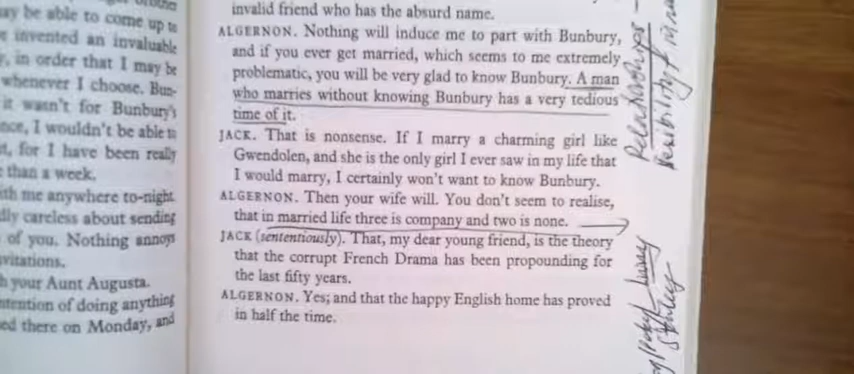 ay be able to come up to
invented an invaluable
, in order that I may be
whenever I choose. Bun-
it wasn't for Bunbury's
nce, I wouldn't be able to
t, for I have been really
than a week.
ith me anywhere to-night
dly careless about sending
of you. Nothing annoys
vitations.
h your Aunt Augusta.
ntention of doing anything
ed there on Monday, and
invalid friend who has the absurd name.
ALGERNON. Nothing will induce me to part with Bunbury,
and if you ever get married, which seems to me extremely
problematic, you will be very glad to know Bunbury. A man
who marries without knowing Bunbury has a very tedious
time of it.
JACK. That is nonsense. If I marry a charming girl like
Gwendolen, and she is the only girl I ever saw in my life that
I would marry, I certainly won't want to know Bunbury.
ALGERNON. Then your wife will. You don't seem to realise,
that in married life three is company and two is none.
JACK (sententiously). That, my dear young friend, is the theory
that the corrupt French Drama has been propounding for
the last fifty years.
ALGERNON. Yes; and that the happy English home has proved
in half the time.
Relationships